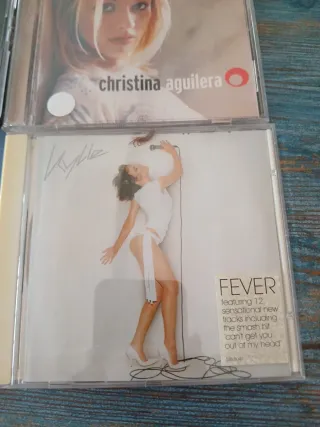 christina aguilera
Kylie
FEVER
featuring 12
sensational new
tracks including
the smash hit
'can't get you
out of my head'